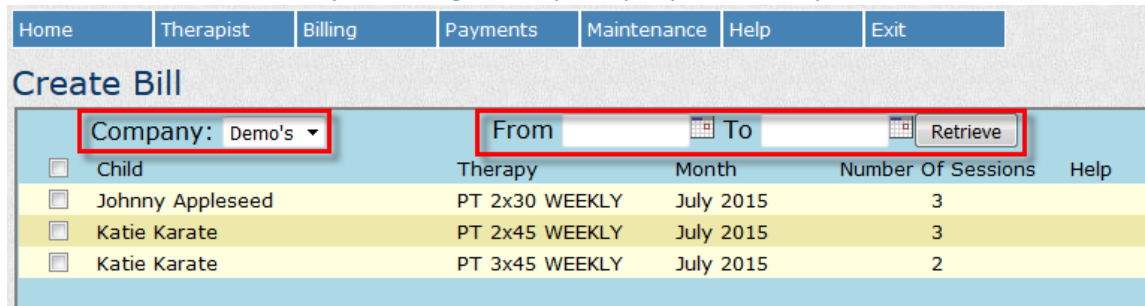 Home Therapist Billing Payments Maintenance Help Exit
Create Bill
Company: Demo's From To Retrieve
Child Therapy Month Number Of Sessions Help
Johnny Appleseed PT 2x30 WEEKLY July 2015 3
Katie Karate PT 2x45 WEEKLY July 2015 3
Katie Karate PT 3x45 WEEKLY July 2015 2